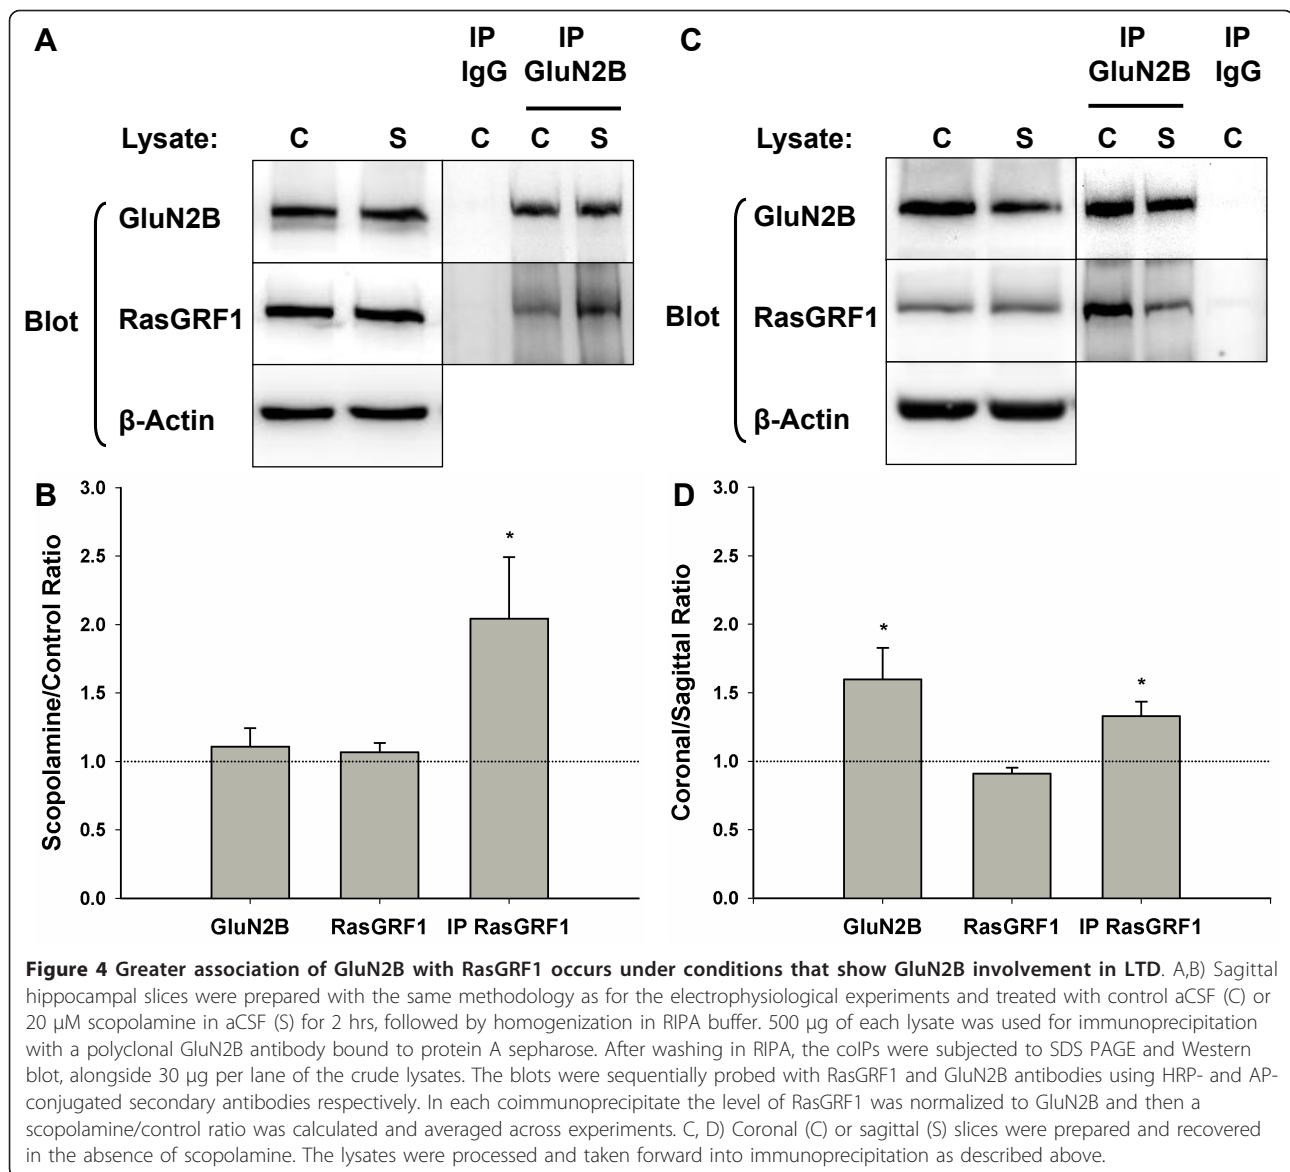 A
IP IgG
IP GluN2B
Lysate: C S C C S
GluN2B
Blot
RasGRF1
β-Actin
C
IP GluN2B
IP IgG
Lysate: C S C S C
GluN2B
Blot
RasGRF1
β-Actin
B
Scopolamine/Control Ratio
3.0
2.5
2.0
1.5
1.0
0.5
0.0
*
GluN2B RasGRF1 IP RasGRF1
D
Coronal/Sagittal Ratio
3.0
2.5
2.0
1.5
1.0
0.5
0.0
* *
GluN2B RasGRF1 IP RasGRF1
Figure 4 Greater association of GluN2B with RasGRF1 occurs under conditions that show GluN2B involvement in LTD. A,B) Sagittal
hippocampal slices were prepared with the same methodology as for the electrophysiological experiments and treated with control aCSF (C) or
20 μM scopolamine in aCSF (S) for 2 hrs, followed by homogenization in RIPA buffer. 500 μg of each lysate was used for immunoprecipitation
with a polyclonal GluN2B antibody bound to protein A sepharose. After washing in RIPA, the coIPs were subjected to SDS PAGE and Western
blot, alongside 30 μg per lane of the crude lysates. The blots were sequentially probed with RasGRF1 and GluN2B antibodies using HRP- and AP-
conjugated secondary antibodies respectively. In each coimmunoprecipitate the level of RasGRF1 was normalized to GluN2B and then a
scopolamine/control ratio was calculated and averaged across experiments. C, D) Coronal (C) or sagittal (S) slices were prepared and recovered
in the absence of scopolamine. The lysates were processed and taken forward into immunoprecipitation as described above.